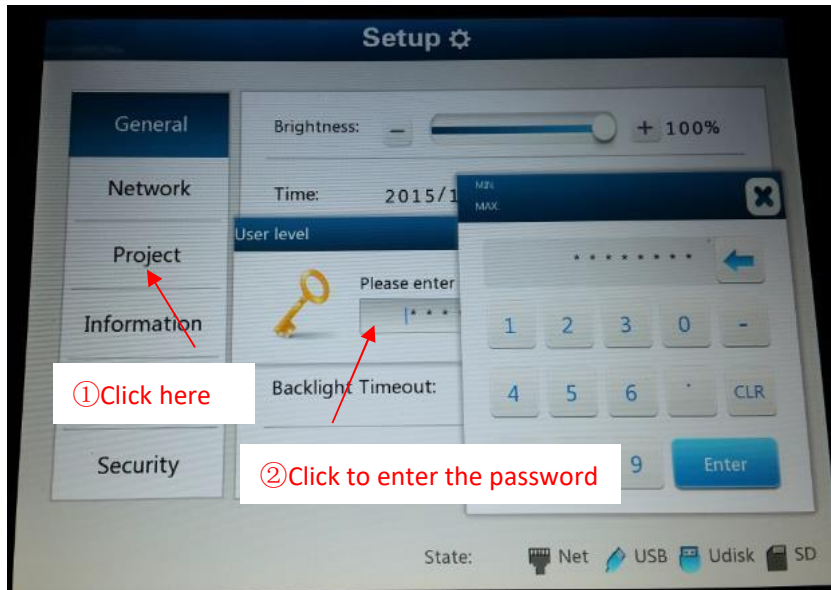 Setup
General
Brightness:
−
+ 100%
Network
Time:
2015/1
MIN.
MAX.
User level
Project
Please enter
* * * * * * * *
|* * * *
Information
1 2 3 0 -
①Click here
Backlight Timeout:
4 5 6 . CLR
Security
②Click to enter the password
9 Enter
State:
Net
USB
Udisk
SD